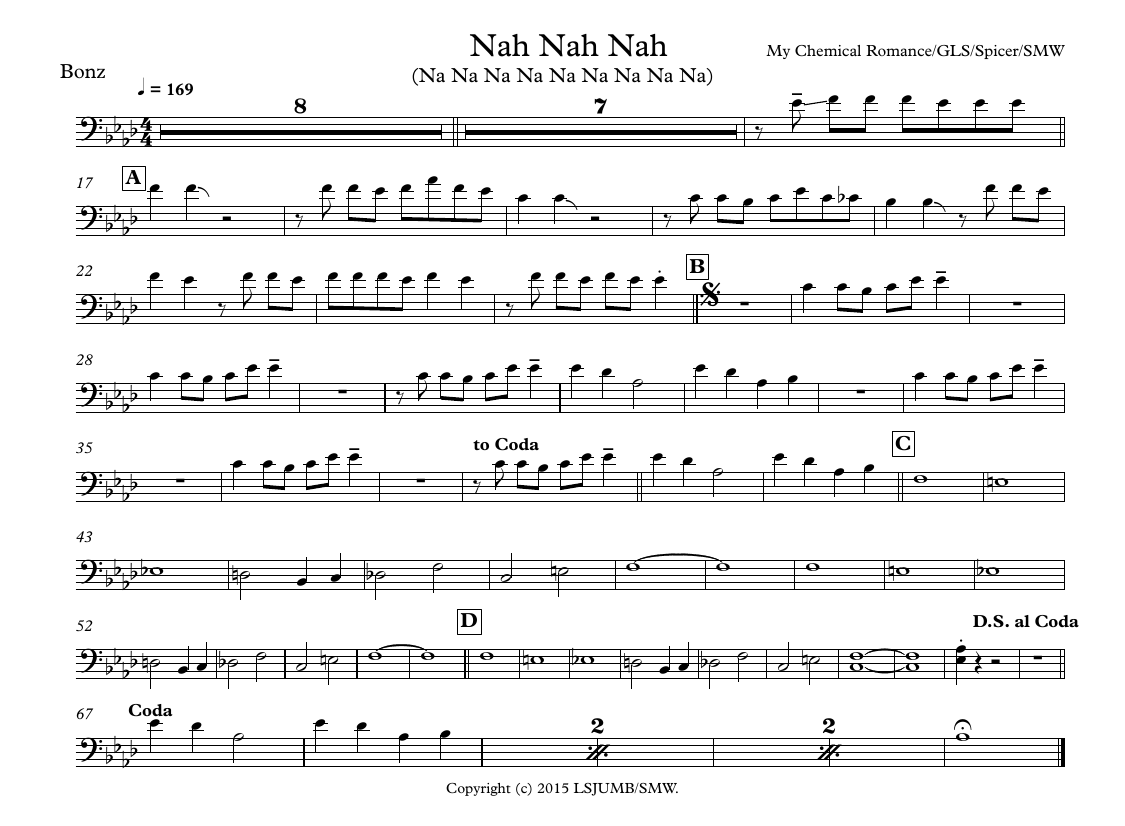 Nah Nah Nah
My Chemical Romance/GLS/Spicer/SMW
Bonz
(Na Na Na Na Na Na Na Na Na)
♩ = 169
8
7
17
A
22
B
28
35
to Coda
C
43
52
D
D.S. al Coda
67
Coda
2
2
Copyright (c) 2015 LSJUMB/SMW.